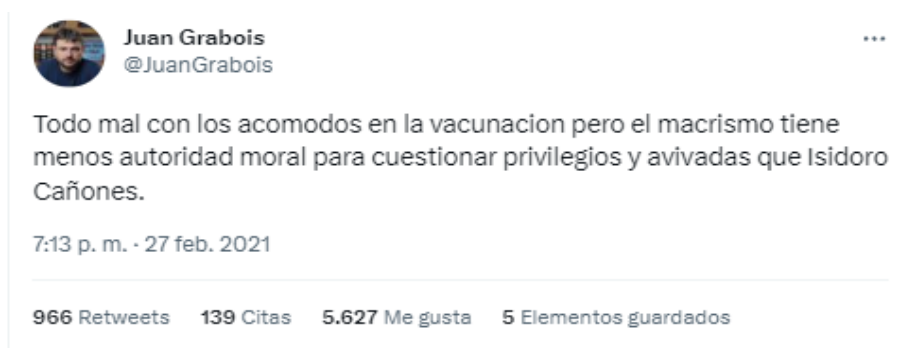 Juan Grabois
@JuanGrabois
Todo mal con los acomodos en la vacunacion pero el macrismo tiene
menos autoridad moral para cuestionar privilegios y avivadas que Isidoro
Cañones.
7:13 p. m. · 27 feb. 2021
966 Retweets 139 Citas 5.627 Me gusta 5 Elementos guardados